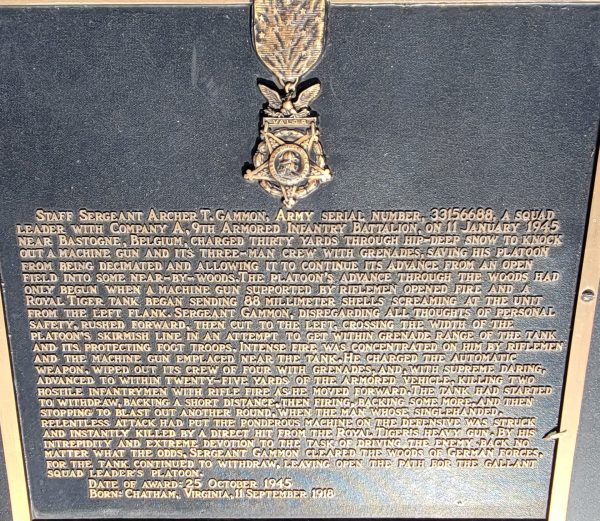 VALOR
STAFF SERGEANT ARCHER T. GAMMON, ARMY SERIAL NUMBER, 33156688, A SQUAD
LEADER WITH COMPANY A, 9TH ARMORED INFANTRY BATTALION, ON 11 JANUARY 1945
NEAR BASTOGNE, BELGIUM, CHARGED THIRTY YARDS THROUGH HIP-DEEP SNOW TO KNOCK
OUT A MACHINE GUN AND ITS THREE-MAN CREW WITH GRENADES, SAVING HIS PLATOON
FROM BEING DECIMATED AND ALLOWING IT TO CONTINUE ITS ADVANCE FROM AN OPEN
FIELD INTO SOME NEAR-BY-WOODS. THE PLATOON'S ADVANCE THROUGH THE WOODS HAD
ONLY BEGUN WHEN A MACHINE GUN SUPPORTED BY RIFLEMEN OPENED FIRE AND A
ROYAL TIGER TANK BEGAN SENDING 88 MILLIMETER SHELLS SCREAMING AT THE UNIT
FROM THE LEFT FLANK. SERGEANT GAMMON, DISREGARDING ALL THOUGHTS OF PERSONAL
SAFETY, RUSHED FORWARD, THEN CUT TO THE LEFT, CROSSING THE WIDTH OF THE
PLATOON'S SKIRMISH LINE IN AN ATTEMPT TO GET WITHIN GRENADE RANGE OF THE TANK
AND ITS PROTECTING FOOT TROOPS. INTENSE FIRE WAS CONCENTRATED ON HIM BY RIFLEMEN
AND THE MACHINE GUN EMPLACED NEAR THE TANK. HE CHARGED THE AUTOMATIC
WEAPON, WIPED OUT ITS CREW OF FOUR WITH GRENADES, AND, WITH SUPREME DARING,
ADVANCED TO WITHIN TWENTY-FIVE YARDS OF THE ARMORED VEHICLE, KILLING TWO
HOSTILE INFANTRYMEN WITH RIFLE FIRE AS HE MOVED FORWARD. THE TANK HAD STARTED
TO WITHDRAW, BACKING A SHORT DISTANCE, THEN FIRING, BACKING SOME MORE, AND THEN
STOPPING TO BLAST OUT ANOTHER ROUND, WHEN THE MAN WHOSE SINGLEHANDED,
RELENTLESS ATTACK HAD PUT THE PONDEROUS MACHINE ON THE DEFENSIVE WAS STRUCK
AND INSTANTLY KILLED BY A DIRECT HIT FROM THE ROYAL TIGER'S HEAVY GUN. BY HIS
INTREPIDITY AND EXTREME DEVOTION TO THE TASK OF DRIVING THE ENEMY BACK NO
MATTER WHAT THE ODDS, SERGEANT GAMMON CLEARED THE WOODS OF GERMAN FORCES,
FOR THE TANK CONTINUED TO WITHDRAW, LEAVING OPEN THE PATH FOR THE GALLANT
SQUAD LEADER'S PLATOON.
DATE OF AWARD: 25 OCTOBER 1945
BORN: CHATHAM, VIRGINIA, 11 SEPTEMBER 1918